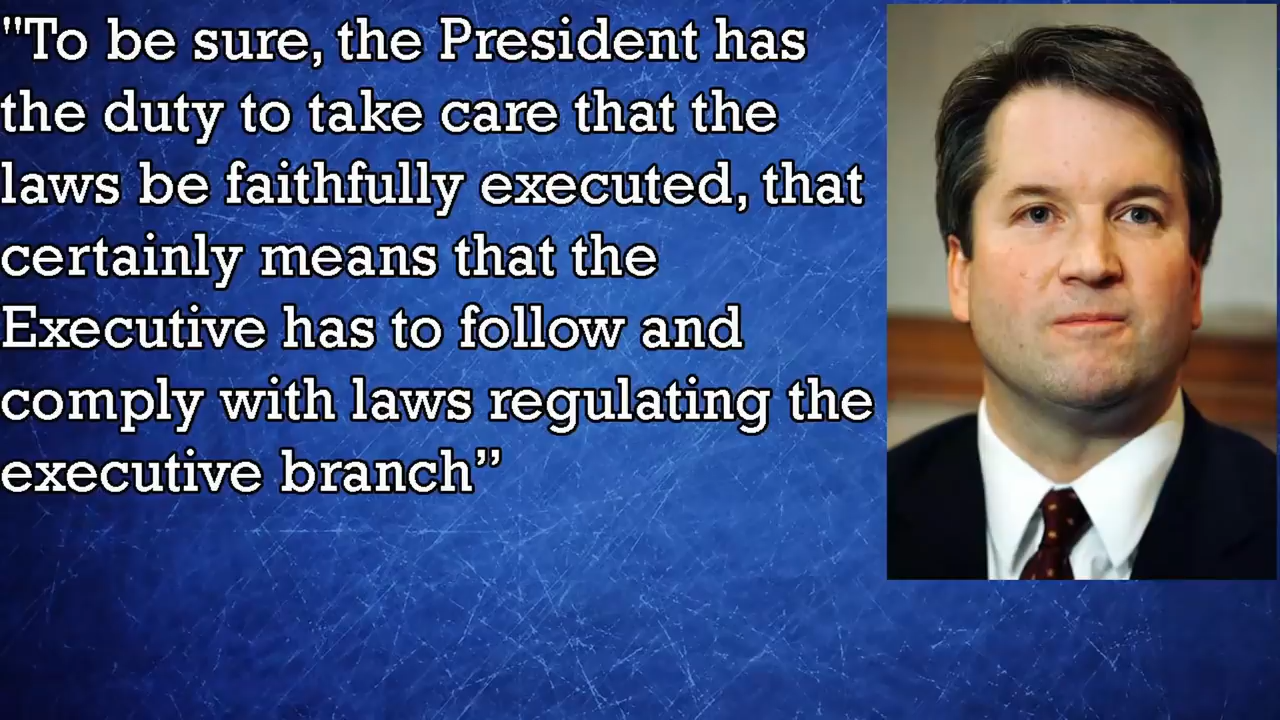 "To be sure, the President has
the duty to take care that the
laws be faithfully executed, that
certainly means that the
Executive has to follow and
comply with laws regulating the
executive branch”